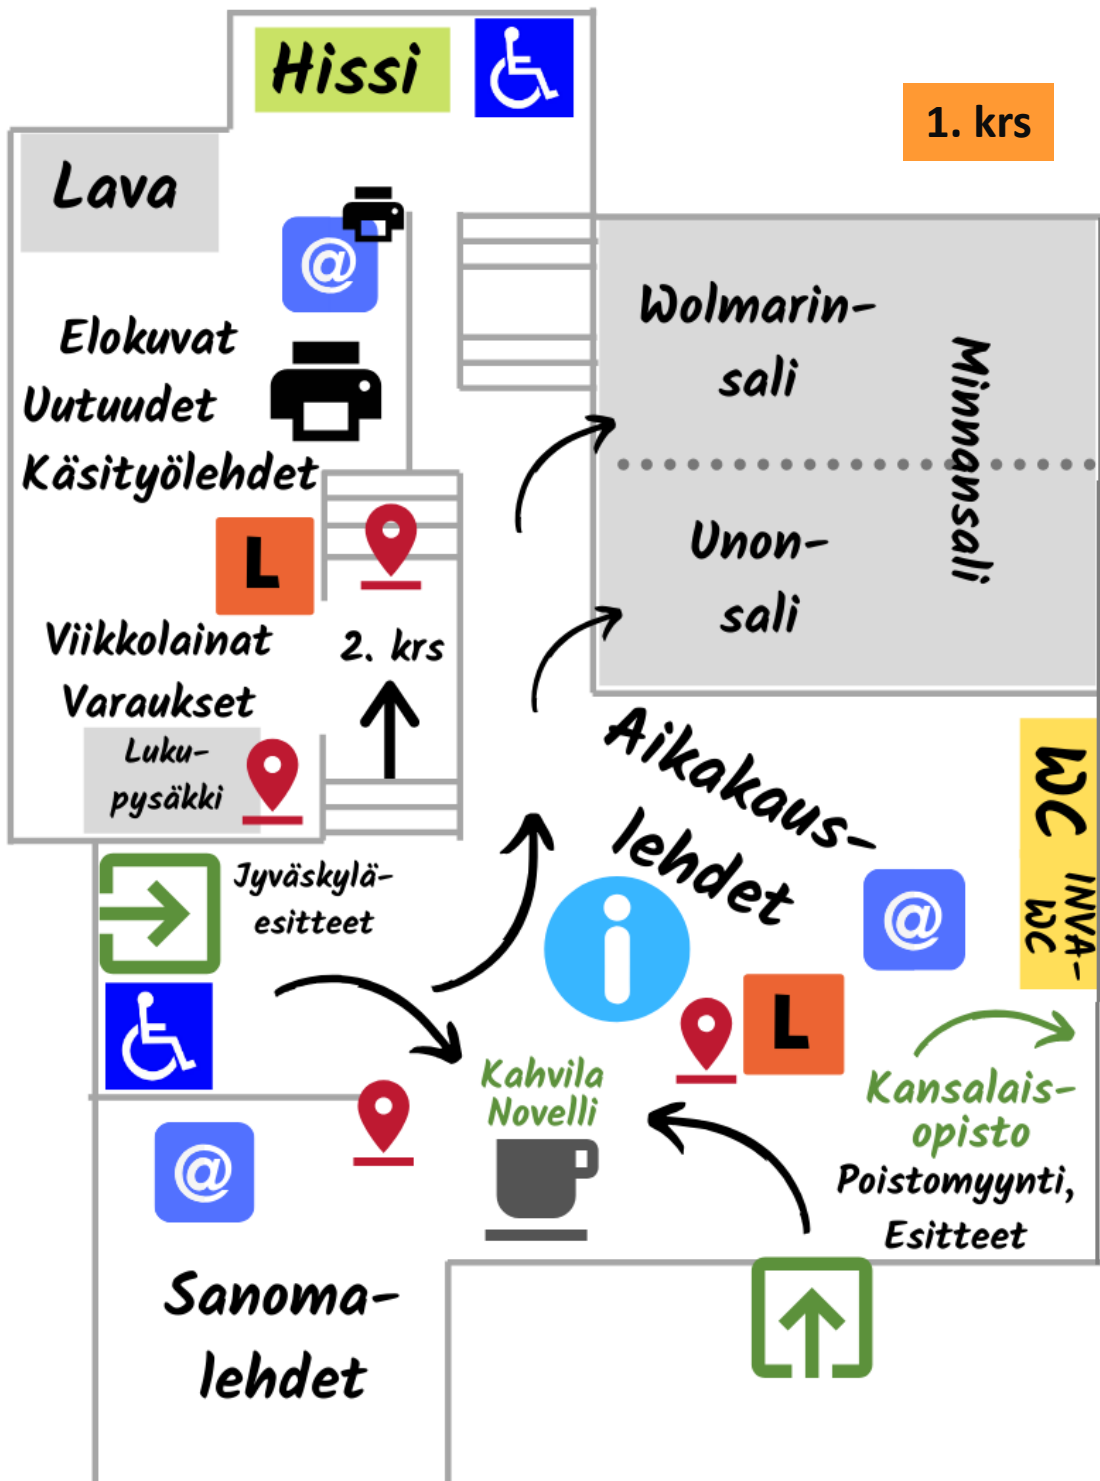 Hissi
1. krs
Lava
@
Wolmarin-
sali
Minnansali
Elokuvat
Uutuudet
Käsityölehdet
Unon-
sali
L
Viikkolainat
Varaukset
2. krs
Luku-
pysäkki
Aikakaus-
lehdet
WC
INVA-
WC
Jyväskylä-
esitteet
i
@
L
Kahvila
Novelli
Kansalais-
opisto
Poistomyynti,
Esitteet
@
Sanoma-
lehdet